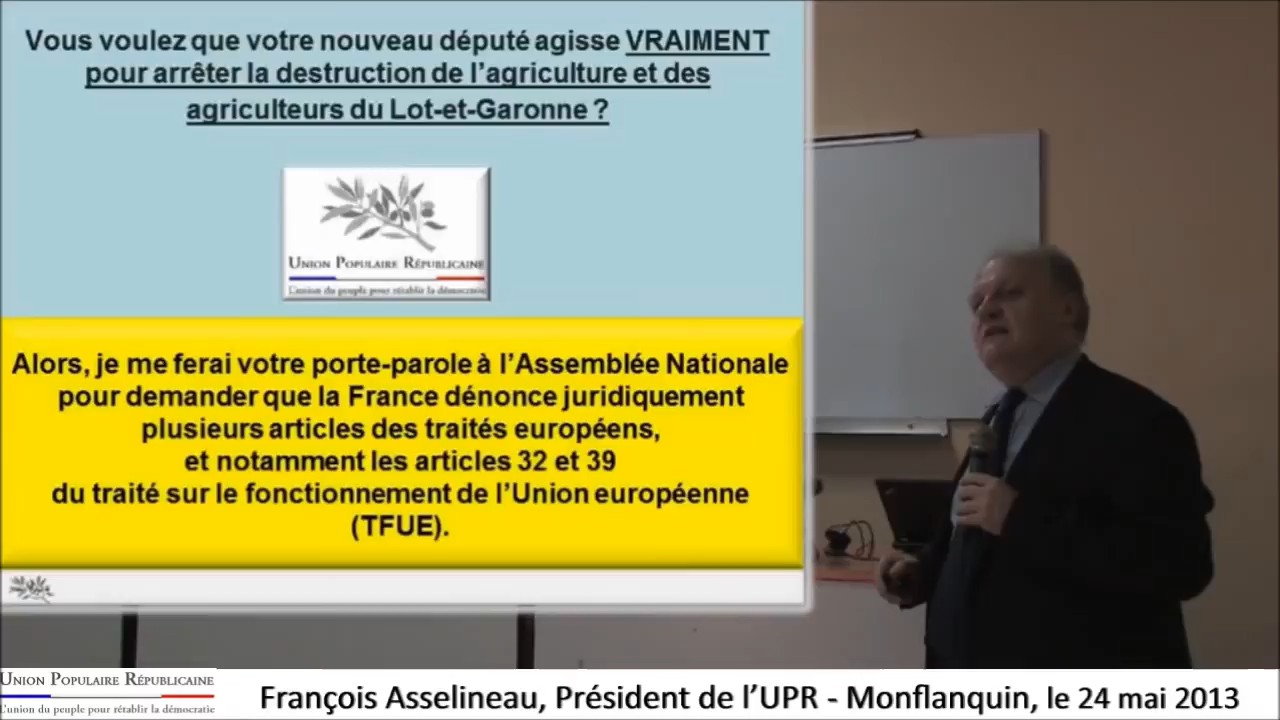 Vous voulez que votre nouveau député agisse VRAIMENT
pour arrêter la destruction de l'agriculture et des
agriculteurs du Lot-et-Garonne ?
UNION POPULAIRE RÉPUBLICAINE
L'union du peuple pour rétablir la démocratie
Alors, je me ferai votre porte-parole à l'Assemblée Nationale
pour demander que la France dénonce juridiquement
plusieurs articles des traités européens,
et notamment les articles 32 et 39
du traité sur le fonctionnement de l'Union européenne
(TFUE).
UNION POPULAIRE RÉPUBLICAINE
L'union du peuple pour rétablir la démocratie
François Asselineau, Président de l'UPR - Monflanquin, le 24 mai 2013